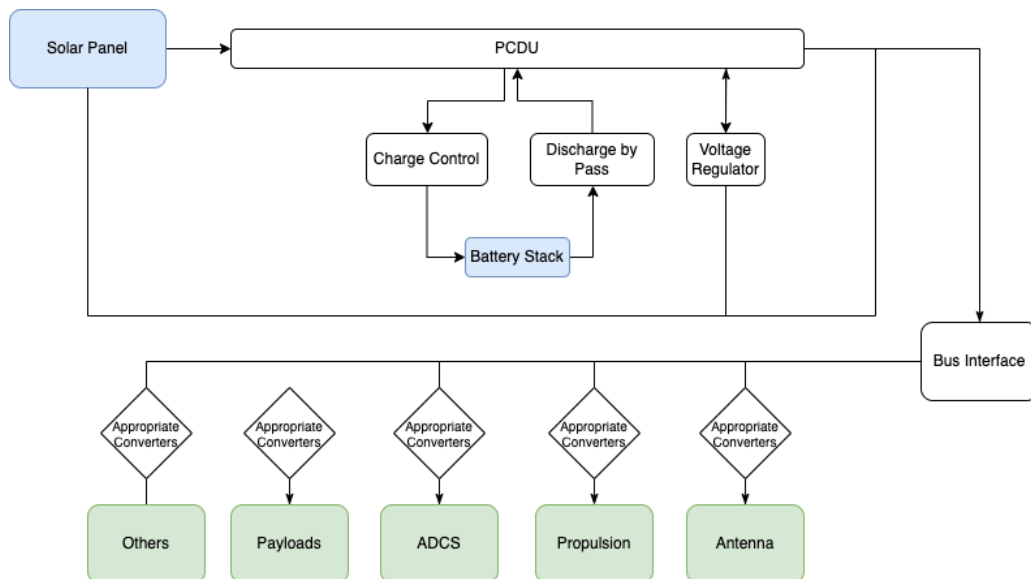 Solar Panel
PCDU
Charge Control
Discharge by
Pass
Voltage
Regulator
Battery Stack
Bus Interface
Appropriate
Converters
Appropriate
Converters
Appropriate
Converters
Appropriate
Converters
Appropriate
Converters
Others
Payloads
ADCS
Propulsion
Antenna